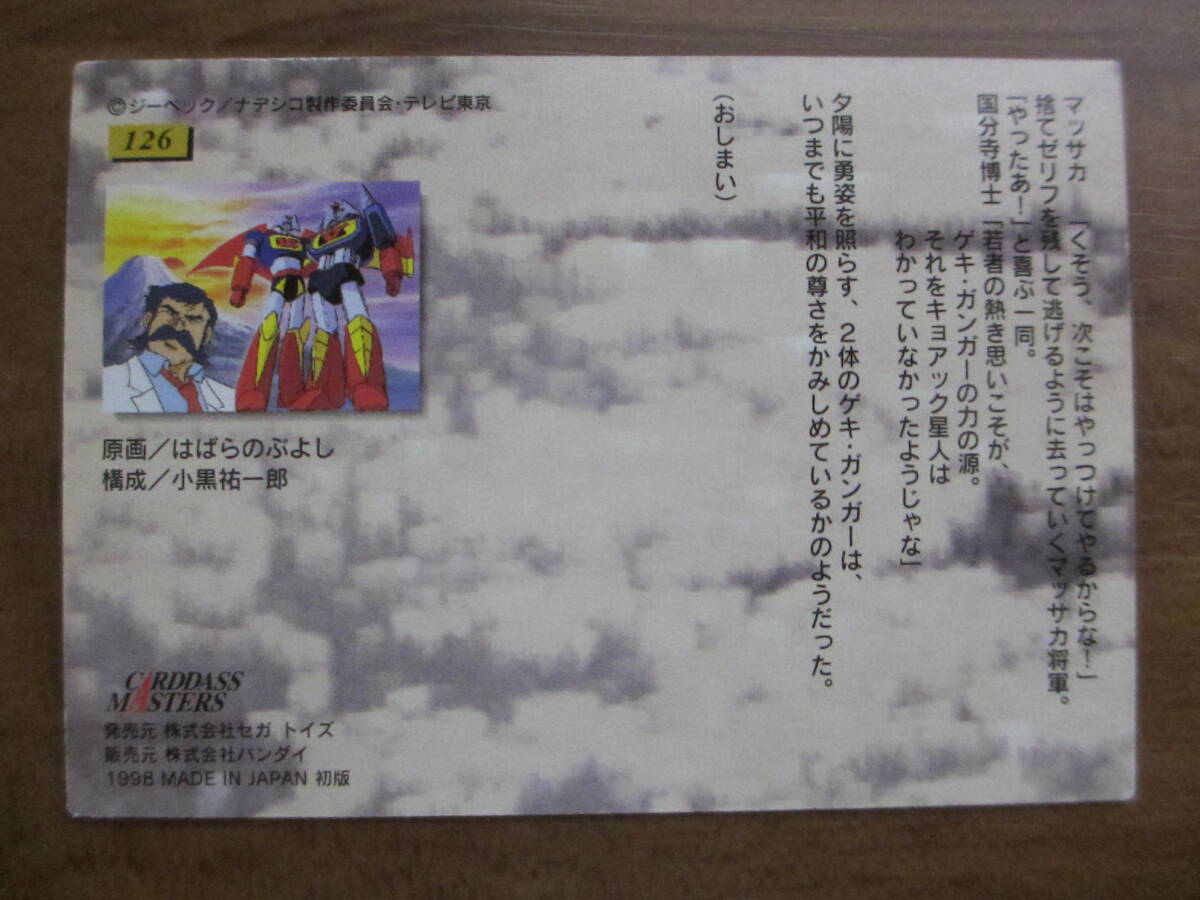 ©ジーベック／ナデシコ製作委員会・テレビ東京
126
マッサカ　「くそう、次こそはやっつけてやるからな！」
捨てゼリフを残して逃げるように去っていくマッサカ将軍。
「やったあ！」と喜ぶ一同。
国分寺博士「若者の熱き思いこそが、
ゲキ・ガンガーの力の源。
それをキョアック星人は
わかっていなかったようじゃな」
夕陽に勇姿を照らす、２体のゲキ・ガンガーは、
いつまでも平和の尊さをかみしめているかのようだった。
（おしまい）
原画／はばらのぶよし
構成／小黒祐一郎
CARDDASS
MASTERS
発売元 株式会社セガ トイズ
販売元 株式会社バンダイ
1998 MADE IN JAPAN 初版